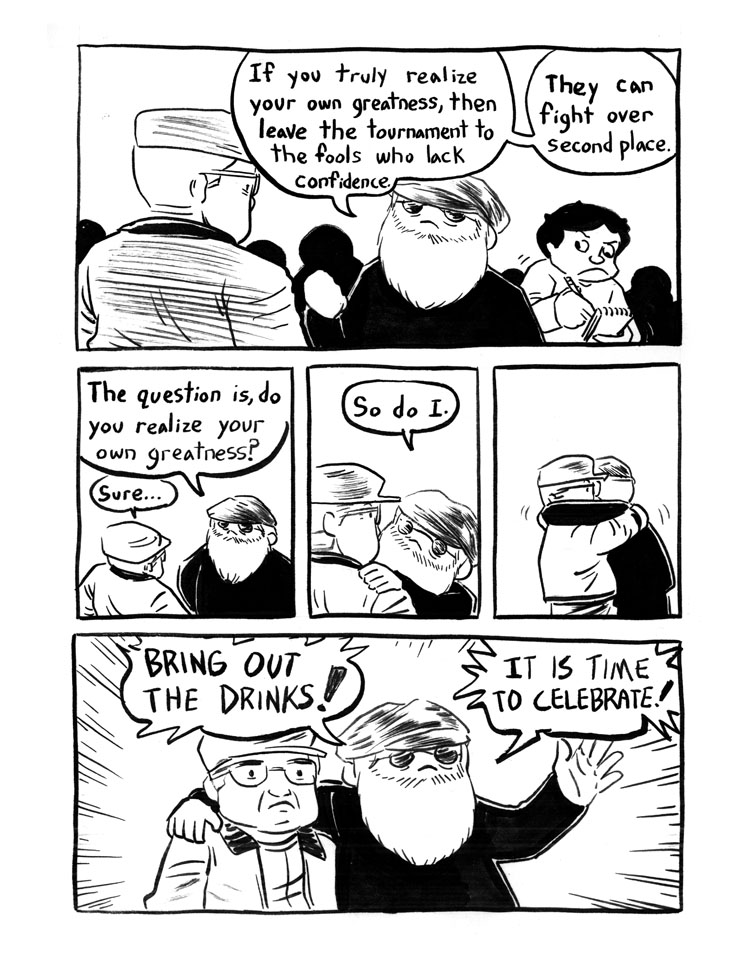 If you truly realize
your own greatness, then
leave the tournament to
the fools who lack
confidence.
They can
fight over
second place.
The question is, do
you realize your
own greatness?
Sure...
So do I.
BRING OUT
THE DRINKS!
IT IS TIME
TO CELEBRATE!